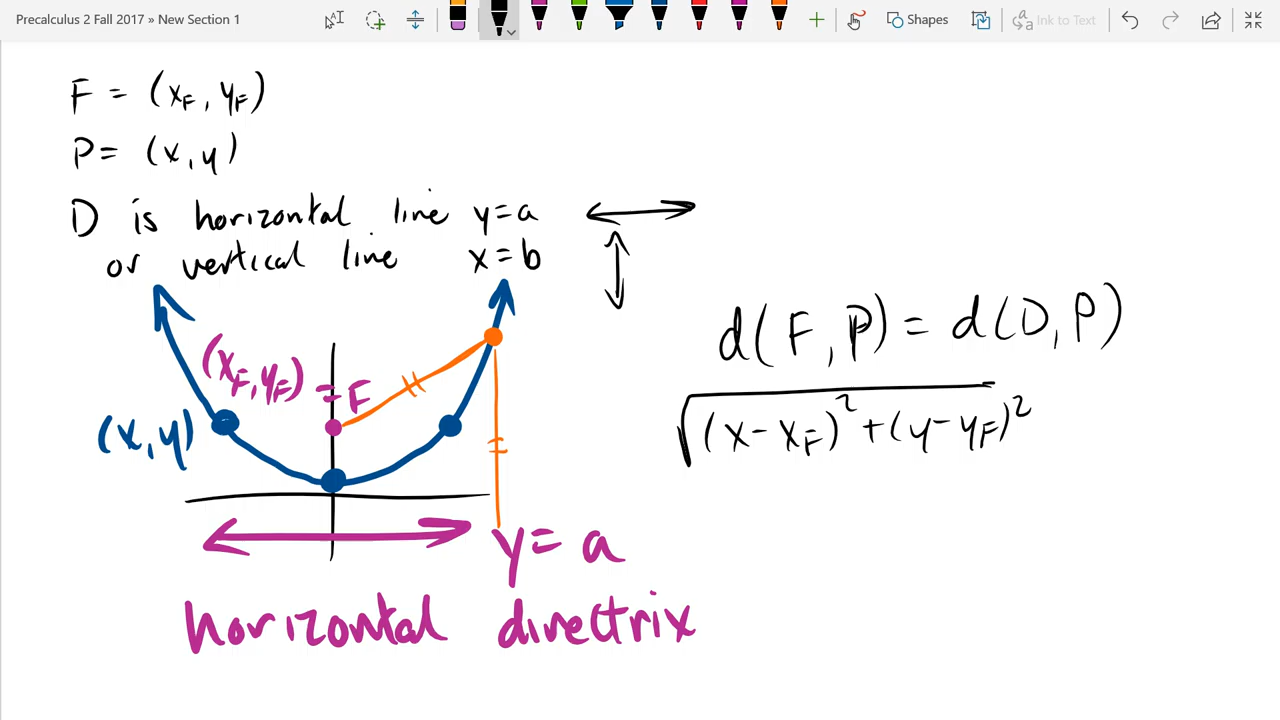 Precalculus 2 Fall 2017 » New Section 1
Shapes
Ink to Text
F = (x_F, y_F)
P = (x, y)
D is horizontal line y=a
or vertical line x=b
(x_F, y_F) = F
(x, y)
y = a
horizontal directrix
d(F, P) = d(D, P)
√((x-x_F)²+(y-y_F)²)